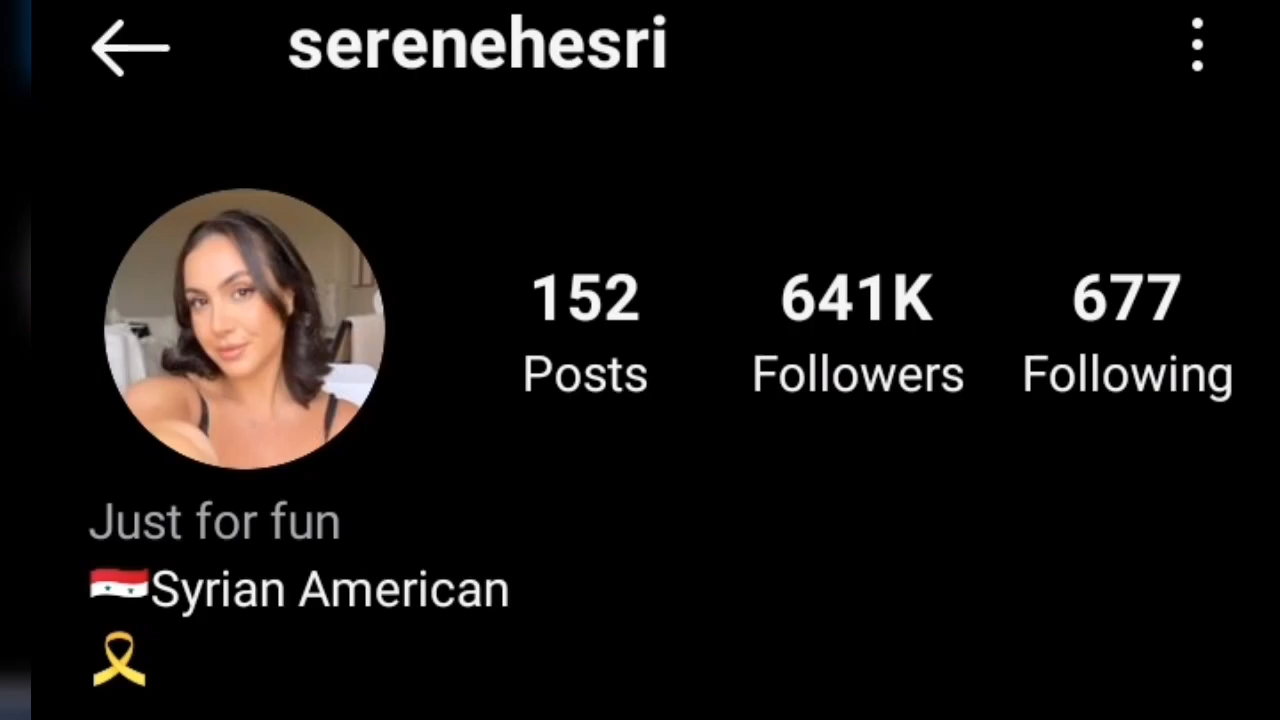 serenehesri
152 641K 677
Posts Followers Following
Just for fun
🇸🇾Syrian American
🎗